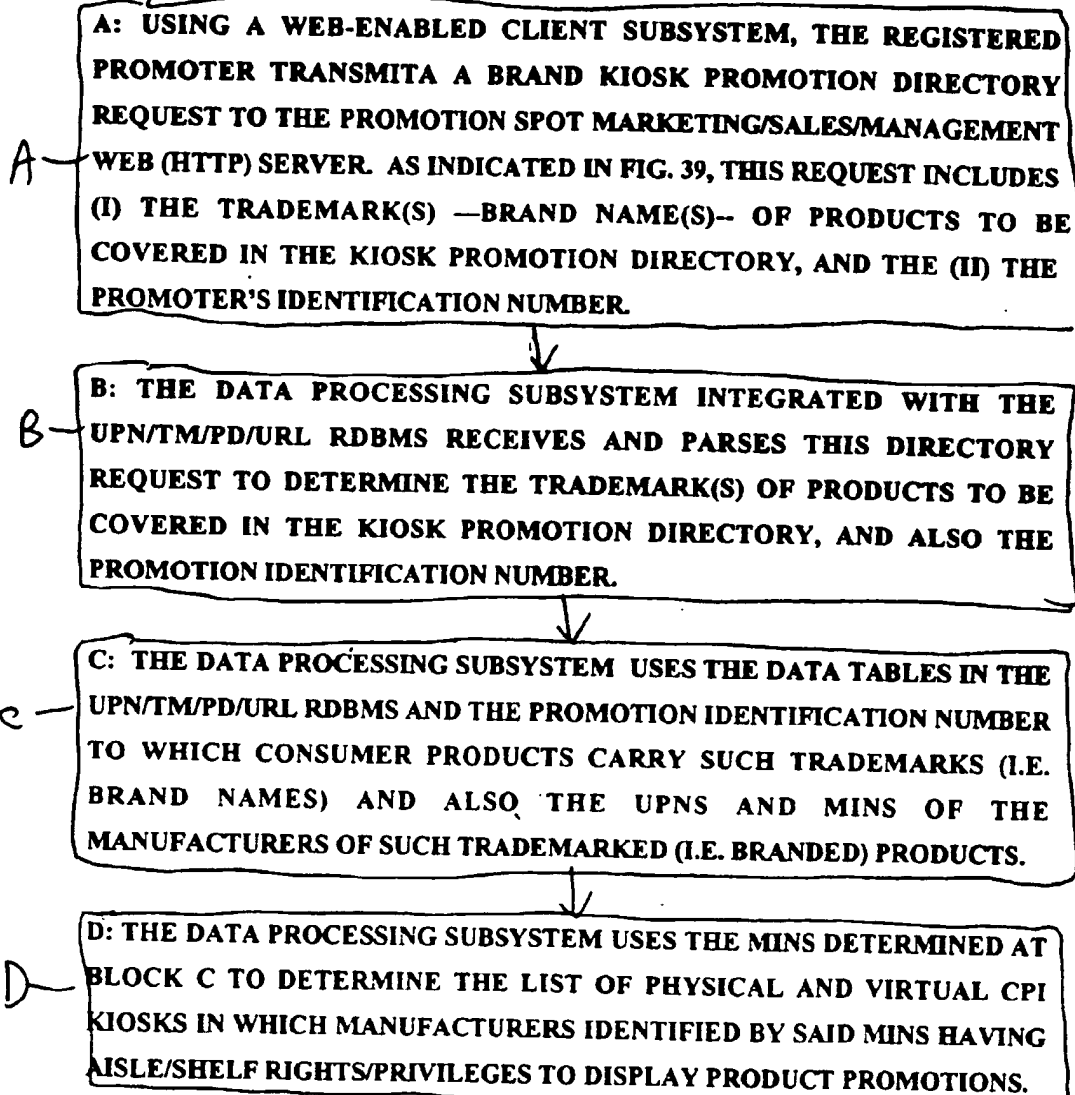 A: USING A WEB-ENABLED CLIENT SUBSYSTEM, THE REGISTERED
PROMOTER TRANSMITA A BRAND KIOSK PROMOTION DIRECTORY
REQUEST TO THE PROMOTION SPOT MARKETING/SALES/MANAGEMENT
A
WEB (HTTP) SERVER. AS INDICATED IN FIG. 39, THIS REQUEST INCLUDES
(I) THE TRADEMARK(S) —BRAND NAME(S)-- OF PRODUCTS TO BE
COVERED IN THE KIOSK PROMOTION DIRECTORY, AND THE (II) THE
PROMOTER'S IDENTIFICATION NUMBER.
B: THE DATA PROCESSING SUBSYSTEM INTEGRATED WITH THE
B
UPN/TM/PD/URL RDBMS RECEIVES AND PARSES THIS DIRECTORY
REQUEST TO DETERMINE THE TRADEMARK(S) OF PRODUCTS TO BE
COVERED IN THE KIOSK PROMOTION DIRECTORY, AND ALSO THE
PROMOTION IDENTIFICATION NUMBER.
C: THE DATA PROCESSING SUBSYSTEM USES THE DATA TABLES IN THE
C
UPN/TM/PD/URL RDBMS AND THE PROMOTION IDENTIFICATION NUMBER
TO WHICH CONSUMER PRODUCTS CARRY SUCH TRADEMARKS (I.E.
BRAND NAMES) AND ALSO THE UPNS AND MINS OF THE
MANUFACTURERS OF SUCH TRADEMARKED (I.E. BRANDED) PRODUCTS.
D: THE DATA PROCESSING SUBSYSTEM USES THE MINS DETERMINED AT
D
BLOCK C TO DETERMINE THE LIST OF PHYSICAL AND VIRTUAL CPI
KIOSKS IN WHICH MANUFACTURERS IDENTIFIED BY SAID MINS HAVING
AISLE/SHELF RIGHTS/PRIVILEGES TO DISPLAY PRODUCT PROMOTIONS.